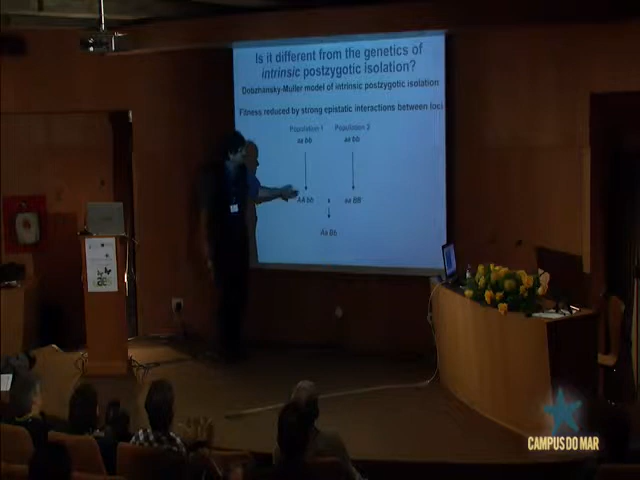 Is it different from the genetics of
intrinsic postzygotic isolation?
Dobzhansky-Muller model of intrinsic postzygotic isolation
Fitness reduced by strong epistatic interactions between loci
Population 1 Population 2
aa bb aa bb
AA bb x aa BB
Aa Bb
CAMPUS DO MAR